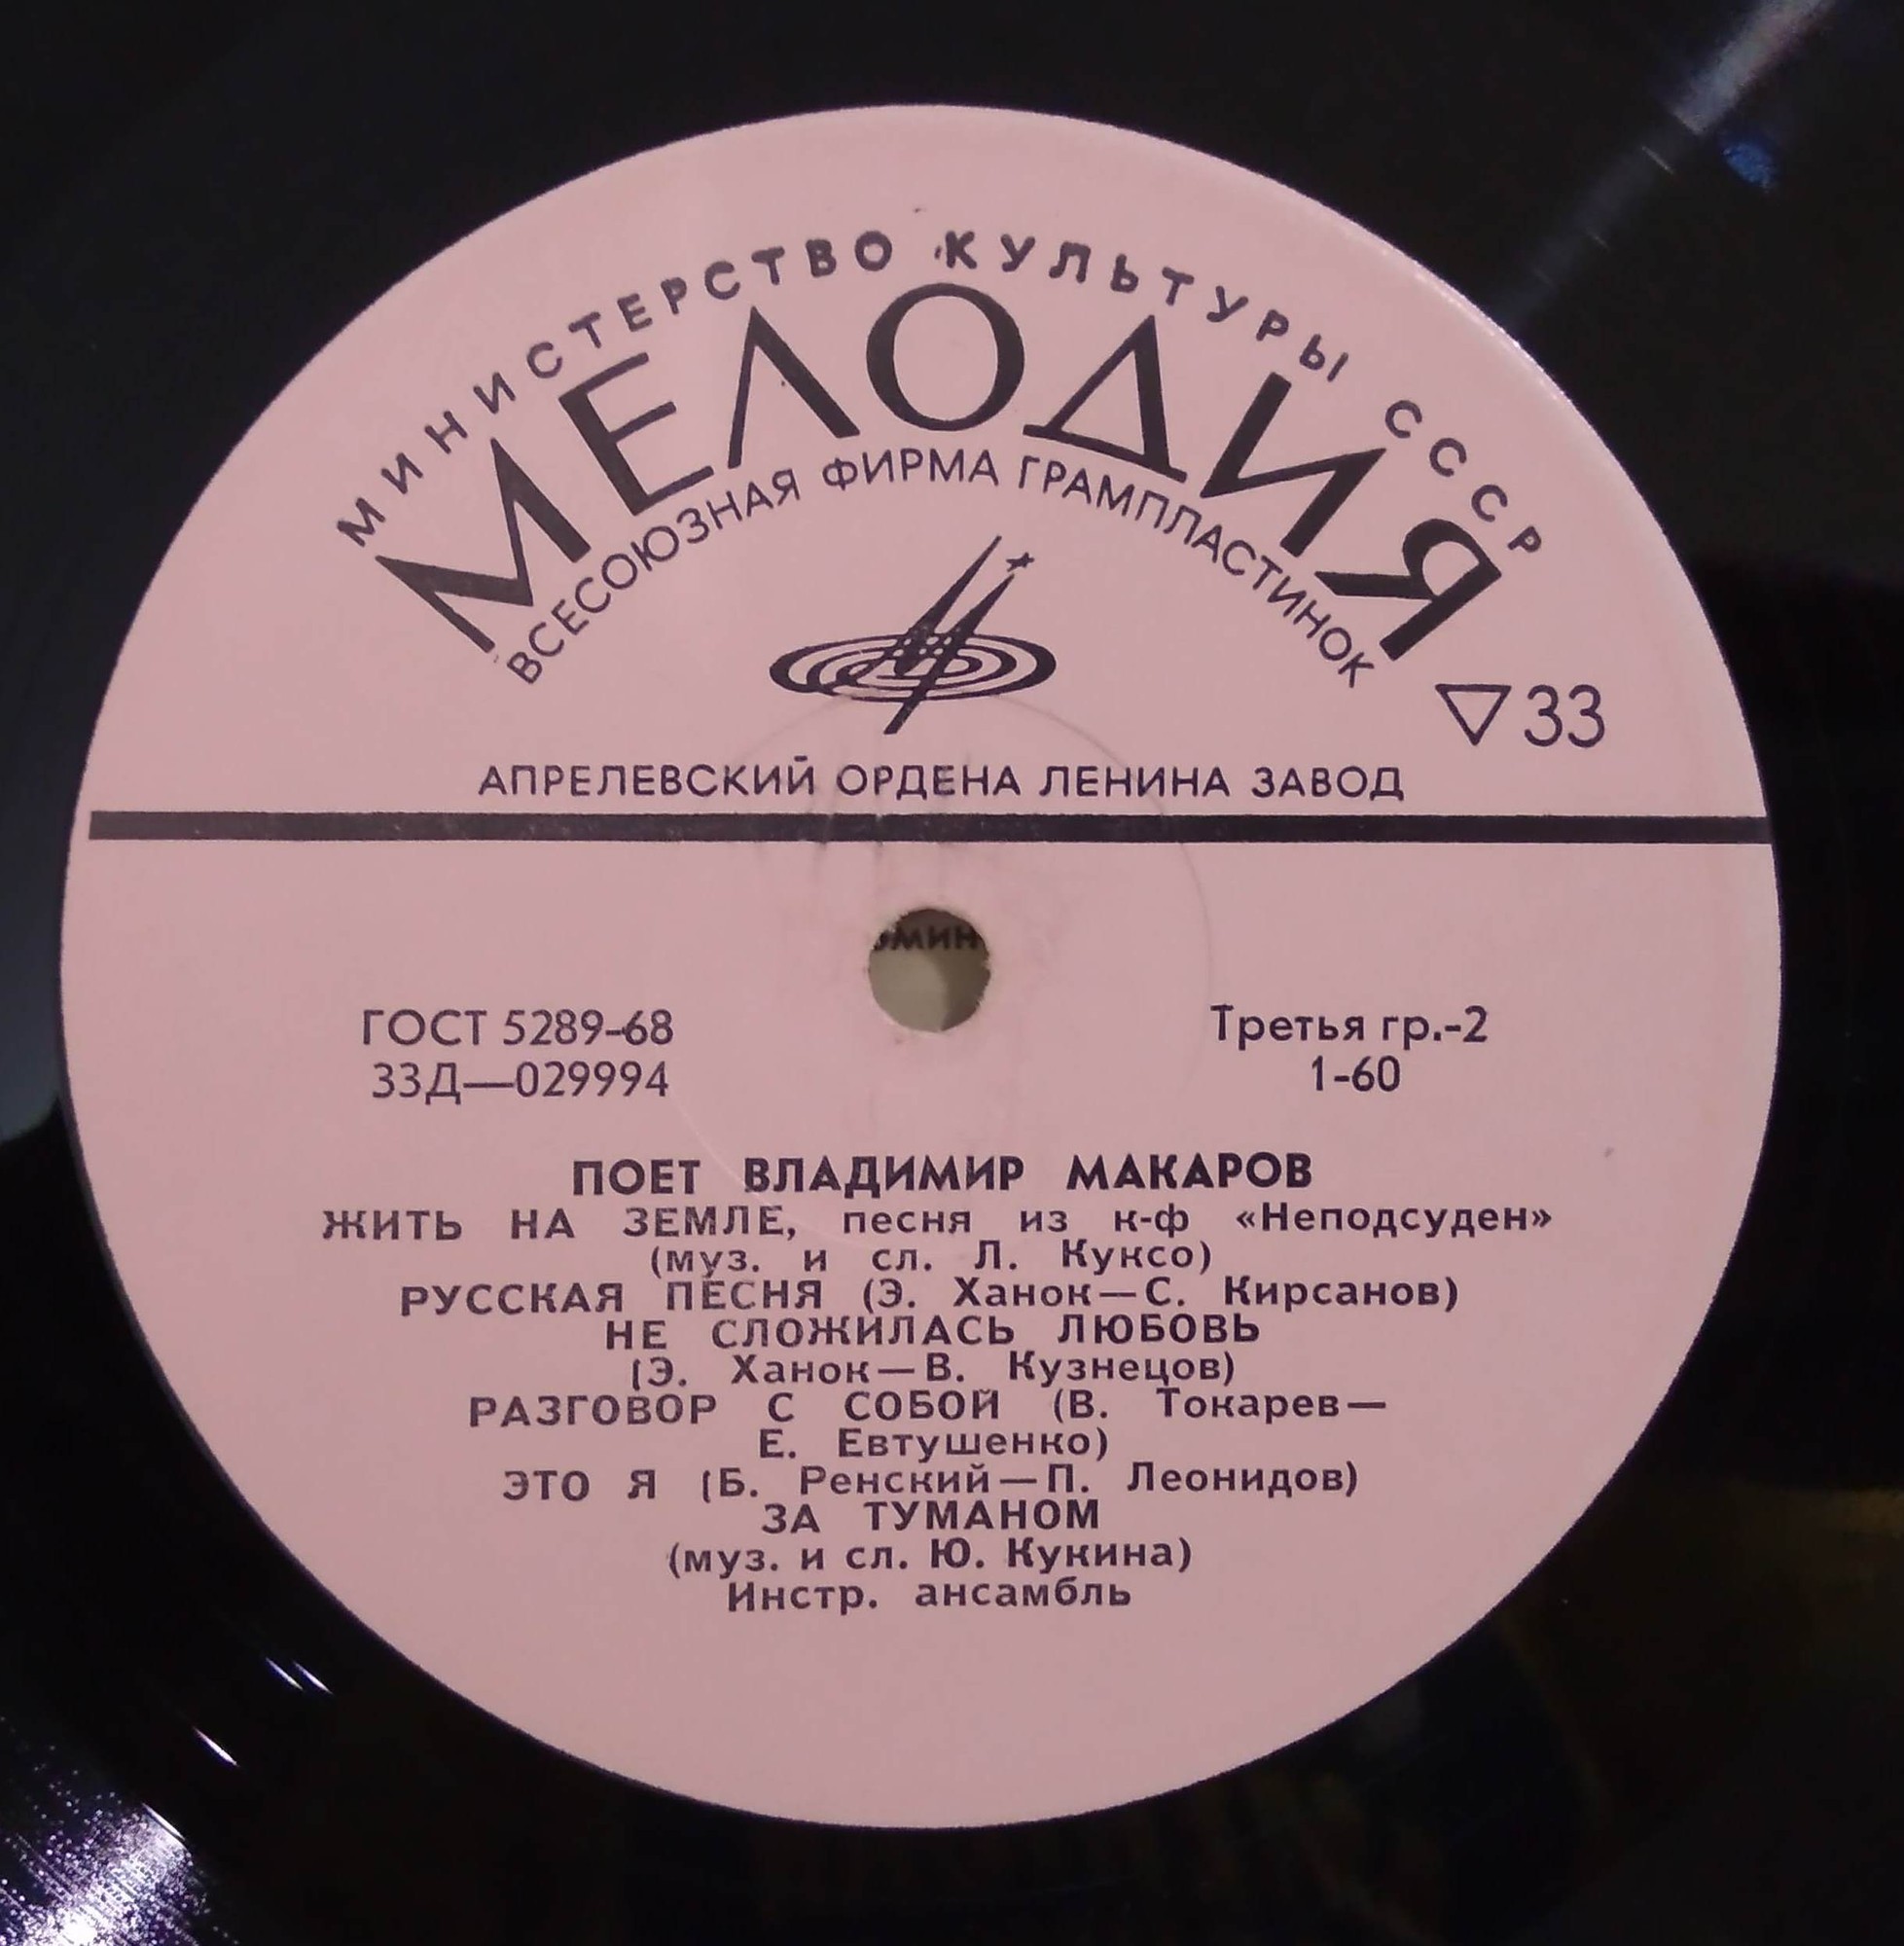 МИНИСТЕРСТВО КУЛЬТУРЫ СССР
МЕЛОДИЯ
ВСЕСОЮЗНАЯ ФИРМА ГРАМПЛАСТИНОК
33
АПРЕЛЕВСКИЙ ОРДЕНА ЛЕНИНА ЗАВОД
ГОСТ 5289-68
33Д—029994
Третья гр.-2
1-60
ПОЕТ ВЛАДИМИР МАКАРОВ
ЖИТЬ НА ЗЕМЛЕ, песня из к-ф «Неподсуден»
(муз. и сл. Л. Куксо)
РУССКАЯ ПЕСНЯ (Э. Ханок—С. Кирсанов)
НЕ СЛОЖИЛАСЬ ЛЮБОВЬ
(Э. Ханок—В. Кузнецов)
РАЗГОВОР С СОБОЙ (В. Токарев—
Е. Евтушенко)
ЭТО Я (Б. Ренский—П. Леонидов)
ЗА ТУМАНОМ
(муз. и сл. Ю. Кукина)
Инстр. ансамбль